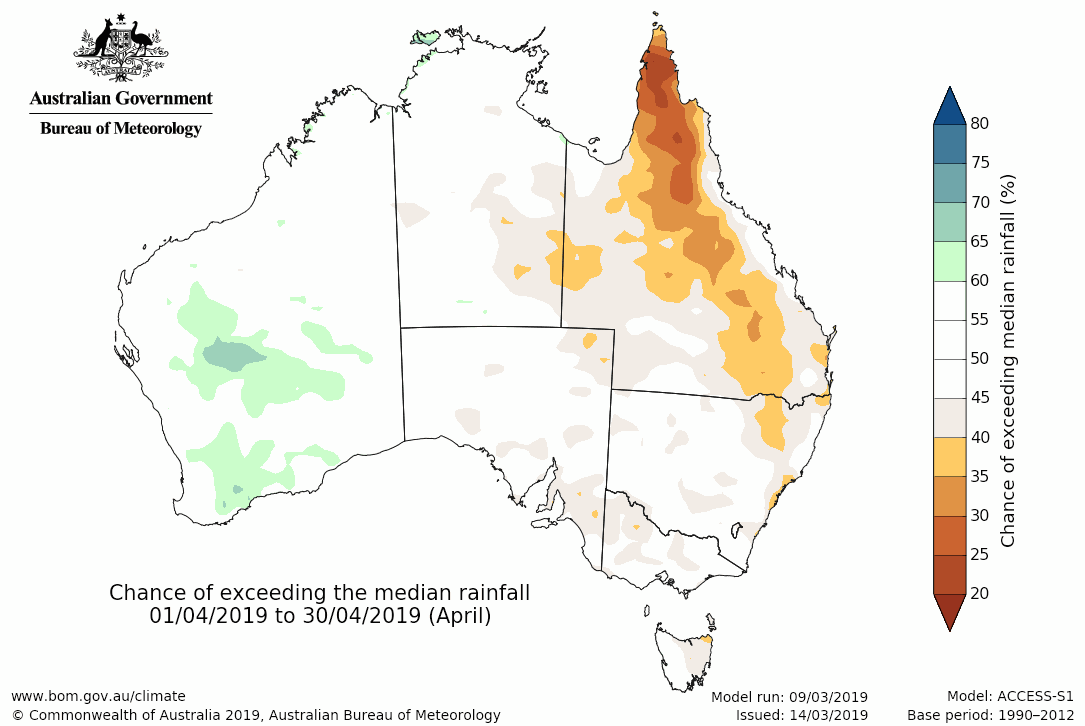 Australian Government
Bureau of Meteorology
80
75
70
65
60
55
50
45
40
35
30
25
20
Chance of exceeding median rainfall (%)
Chance of exceeding the median rainfall
01/04/2019 to 30/04/2019 (April)
www.bom.gov.au/climate
© Commonwealth of Australia 2019, Australian Bureau of Meteorology
Model run: 09/03/2019
Issued: 14/03/2019
Model: ACCESS-S1
Base period: 1990–2012